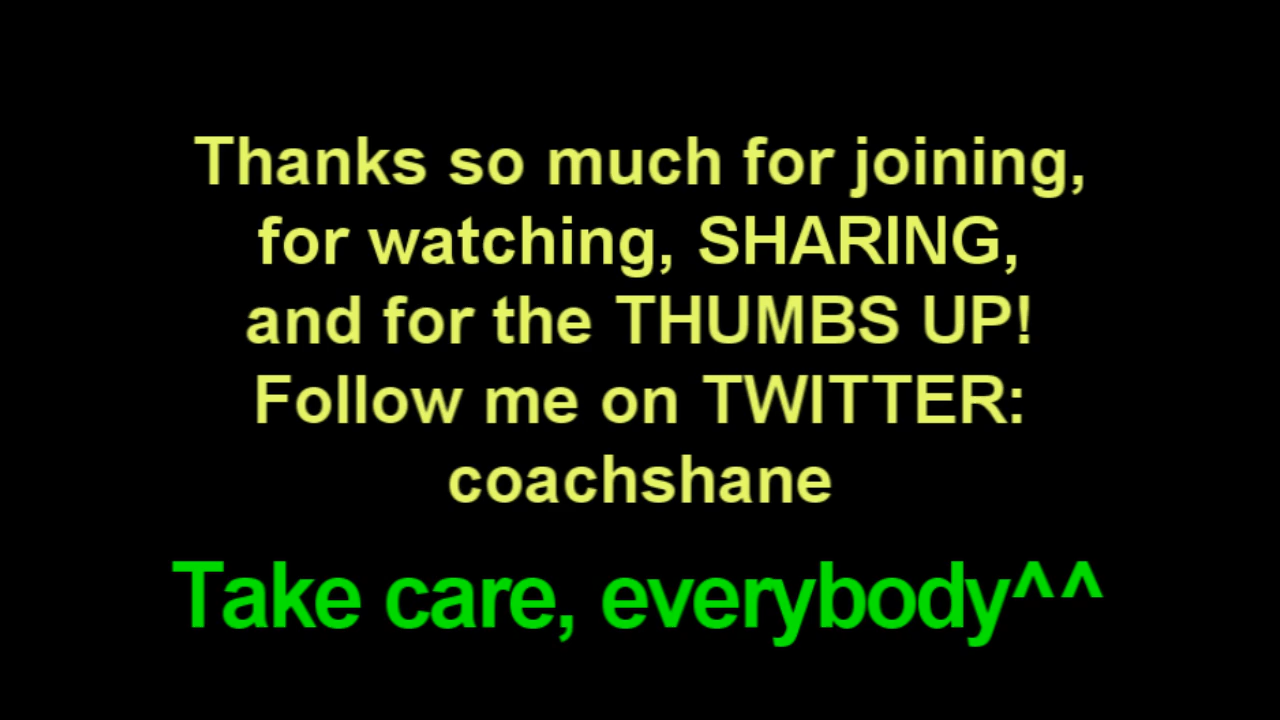 Thanks so much for joining,
for watching, SHARING,
and for the THUMBS UP!
Follow me on TWITTER:
coachshane
Take care, everybody^^